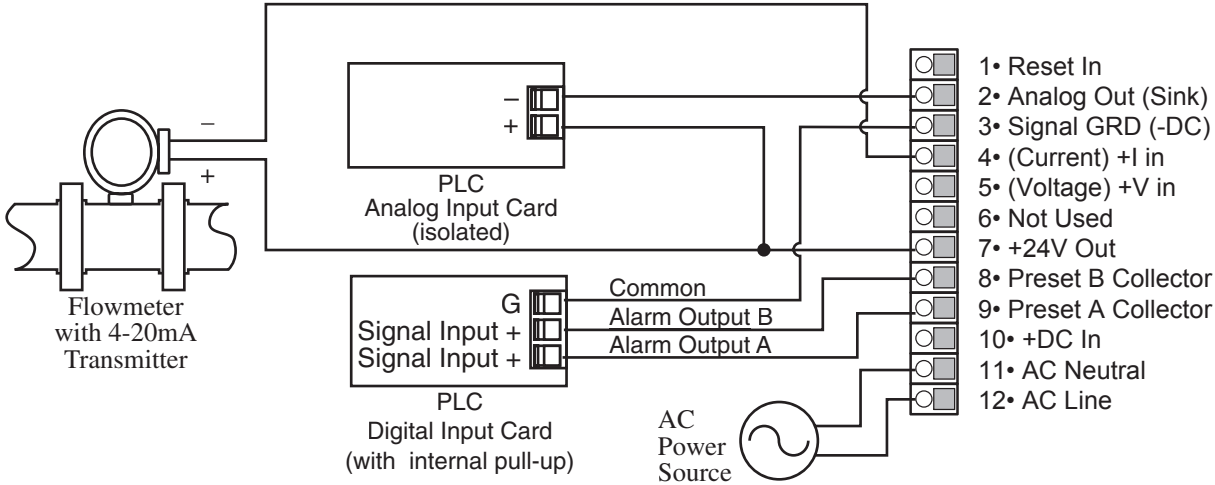 –
+
Flowmeter
with 4-20mA
Transmitter
–
+
PLC
Analog Input Card
(isolated)
G
Signal Input +
Signal Input +
PLC
Digital Input Card
(with internal pull-up)
Common
Alarm Output B
Alarm Output A
AC
Power
Source
1• Reset In
2• Analog Out (Sink)
3• Signal GRD (-DC)
4• (Current) +I in
5• (Voltage) +V in
6• Not Used
7• +24V Out
8• Preset B Collector
9• Preset A Collector
10• +DC In
11• AC Neutral
12• AC Line